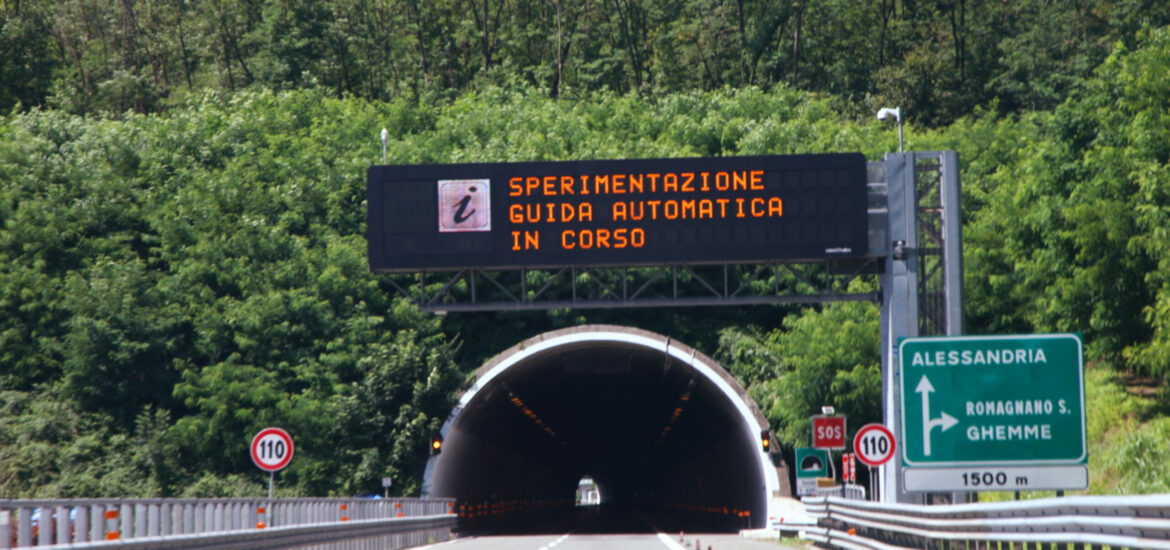 i
SPERIMENTAZIONE
GUIDA AUTOMATICA
IN CORSO
ALESSANDRIA
ROMAGNANO S.
GHEMME
1500 m
110
SOS
110